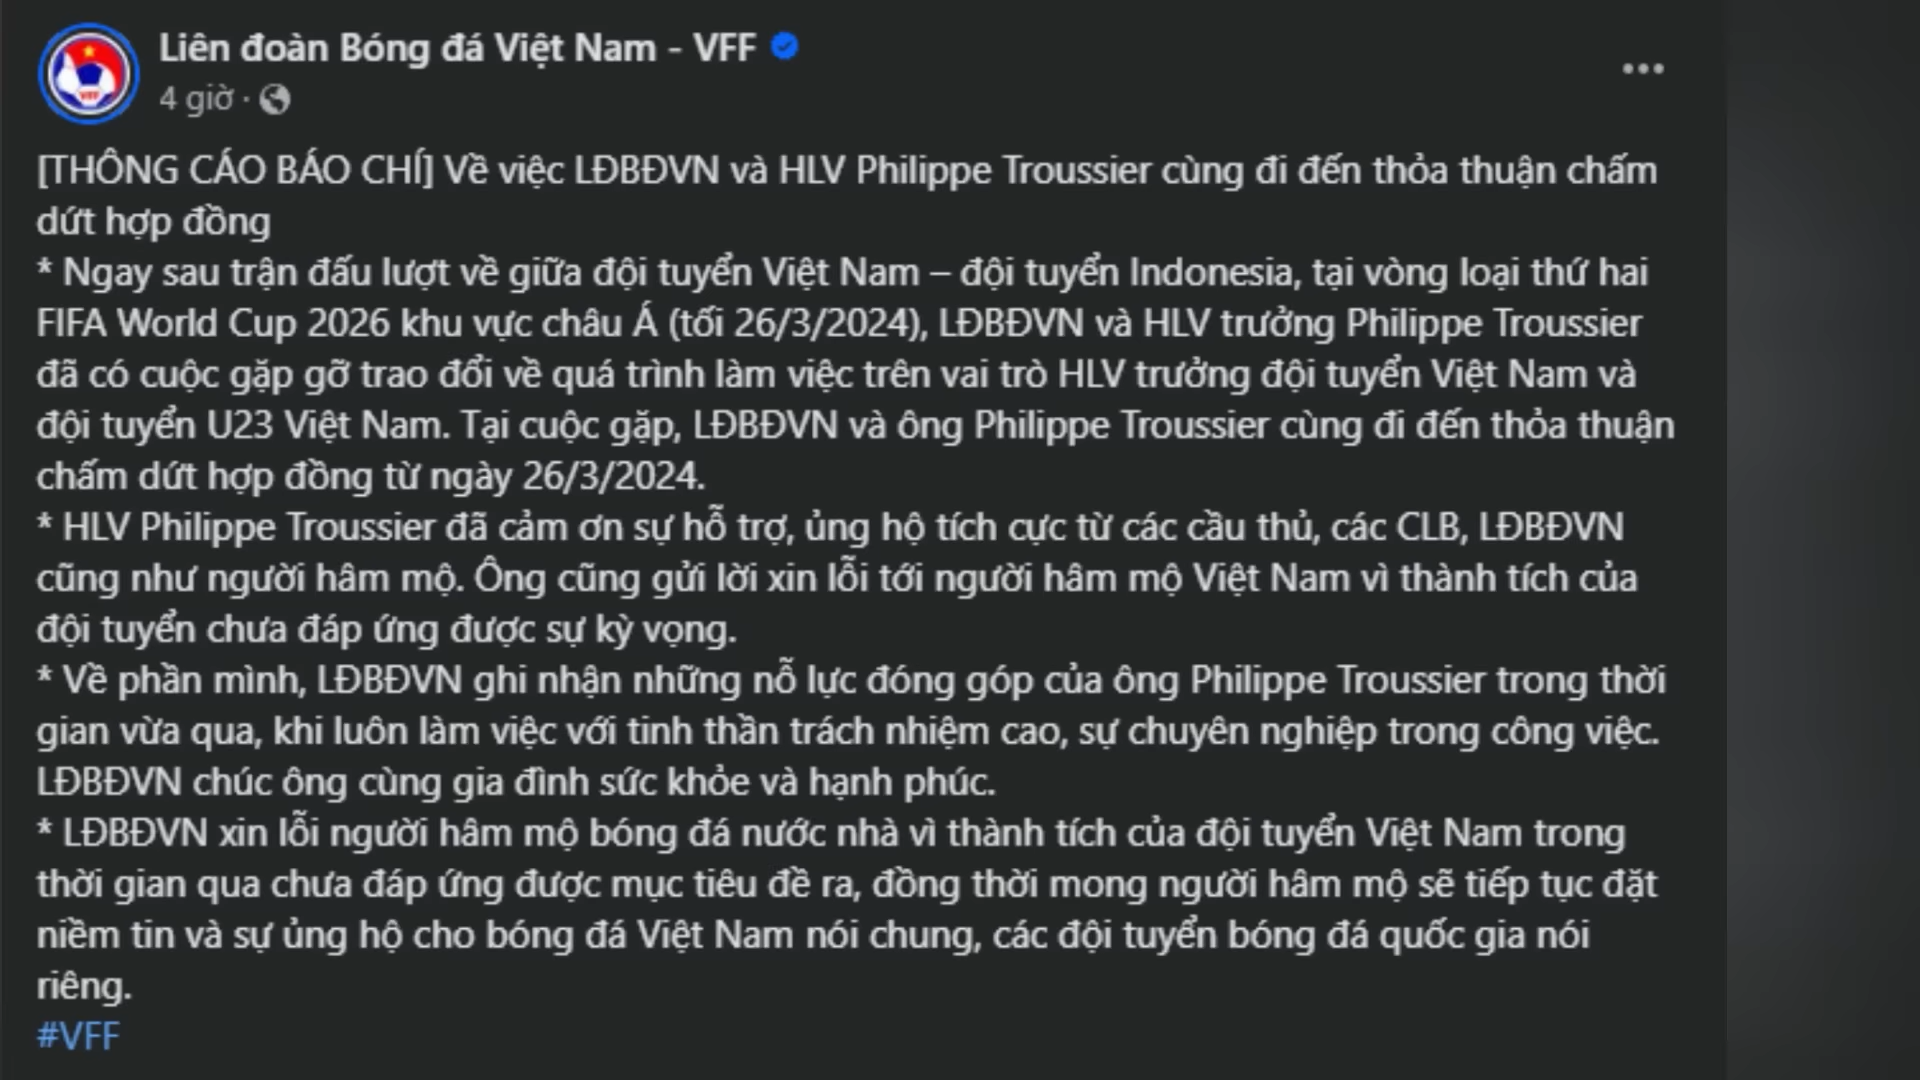 Liên đoàn Bóng đá Việt Nam - VFF
4 giờ ·
[THÔNG CÁO BÁO CHÍ] Về việc LĐBĐVN và HLV Philippe Troussier cùng đi đến thỏa thuận chấm
dứt hợp đồng
* Ngay sau trận đấu lượt về giữa đội tuyển Việt Nam – đội tuyển Indonesia, tại vòng loại thứ hai
FIFA World Cup 2026 khu vực châu Á (tối 26/3/2024), LĐBĐVN và HLV trưởng Philippe Troussier
đã có cuộc gặp gỡ trao đổi về quá trình làm việc trên vai trò HLV trưởng đội tuyển Việt Nam và
đội tuyển U23 Việt Nam. Tại cuộc gặp, LĐBĐVN và ông Philippe Troussier cùng đi đến thỏa thuận
chấm dứt hợp đồng từ ngày 26/3/2024.
* HLV Philippe Troussier đã cảm ơn sự hỗ trợ, ủng hộ tích cực từ các cầu thủ, các CLB, LĐBĐVN
cũng như người hâm mộ. Ông cũng gửi lời xin lỗi tới người hâm mộ Việt Nam vì thành tích của
đội tuyển chưa đáp ứng được sự kỳ vọng.
* Về phần mình, LĐBĐVN ghi nhận những nỗ lực đóng góp của ông Philippe Troussier trong thời
gian vừa qua, khi luôn làm việc với tinh thần trách nhiệm cao, sự chuyên nghiệp trong công việc.
LĐBĐVN chúc ông cùng gia đình sức khỏe và hạnh phúc.
* LĐBĐVN xin lỗi người hâm mộ bóng đá nước nhà vì thành tích của đội tuyển Việt Nam trong
thời gian qua chưa đáp ứng được mục tiêu đề ra, đồng thời mong người hâm mộ sẽ tiếp tục đặt
niềm tin và sự ủng hộ cho bóng đá Việt Nam nói chung, các đội tuyển bóng đá quốc gia nói
riêng.
#VFF
VFF